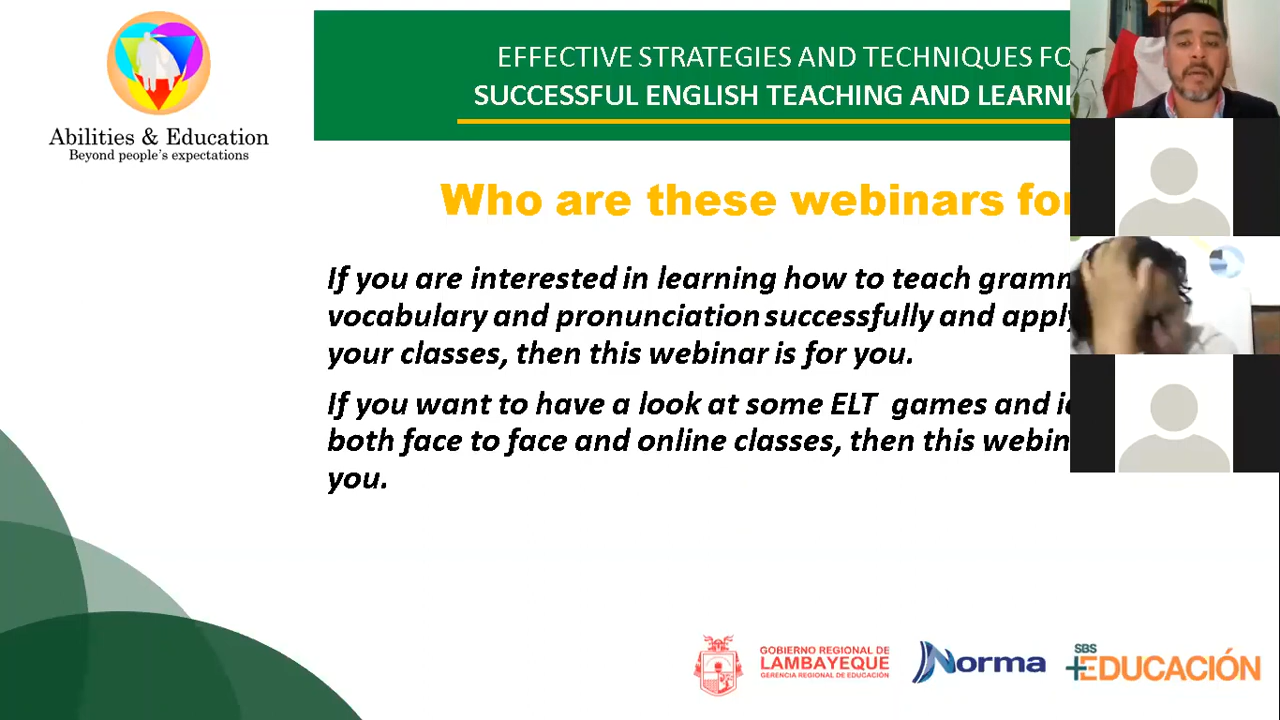 Abilities & Education
Beyond people's expectations
EFFECTIVE STRATEGIES AND TECHNIQUES FO
SUCCESSFUL ENGLISH TEACHING AND LEARNI
Who are these webinars for
If you are interested in learning how to teach gramm
vocabulary and pronunciation successfully and apply
your classes, then this webinar is for you.
If you want to have a look at some ELT games and
both face to face and online classes, then this webin
you.
GOBIERNO REGIONAL DE
LAMBAYEQUE
GERENCIA REGIONAL DE EDUCACIÓN
Norma
SBS
+EDUCACIÓN